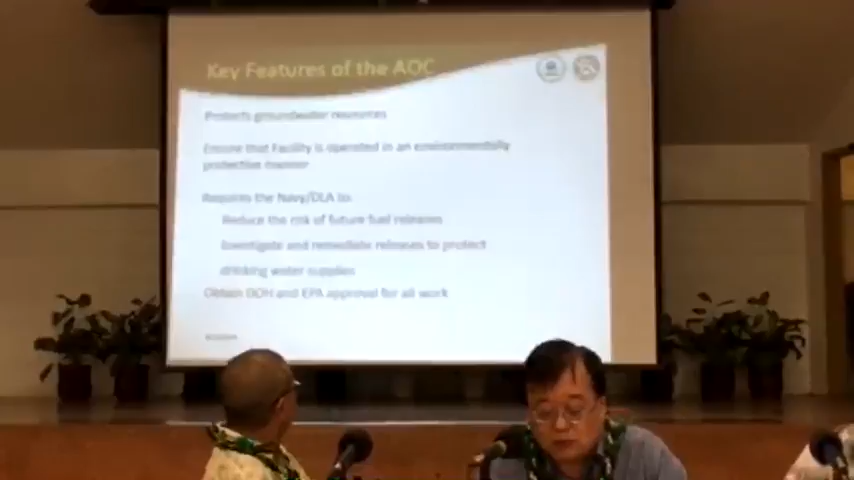 Key Features of the AOC
Protects groundwater resources
Ensure that Facility is operated in an environmentally
protective manner
Requires the Navy/DLA to:
Reduce the risk of future fuel releases
Investigate and remediate releases to protect
drinking water supplies
Obtain DOH and EPA approval for all work